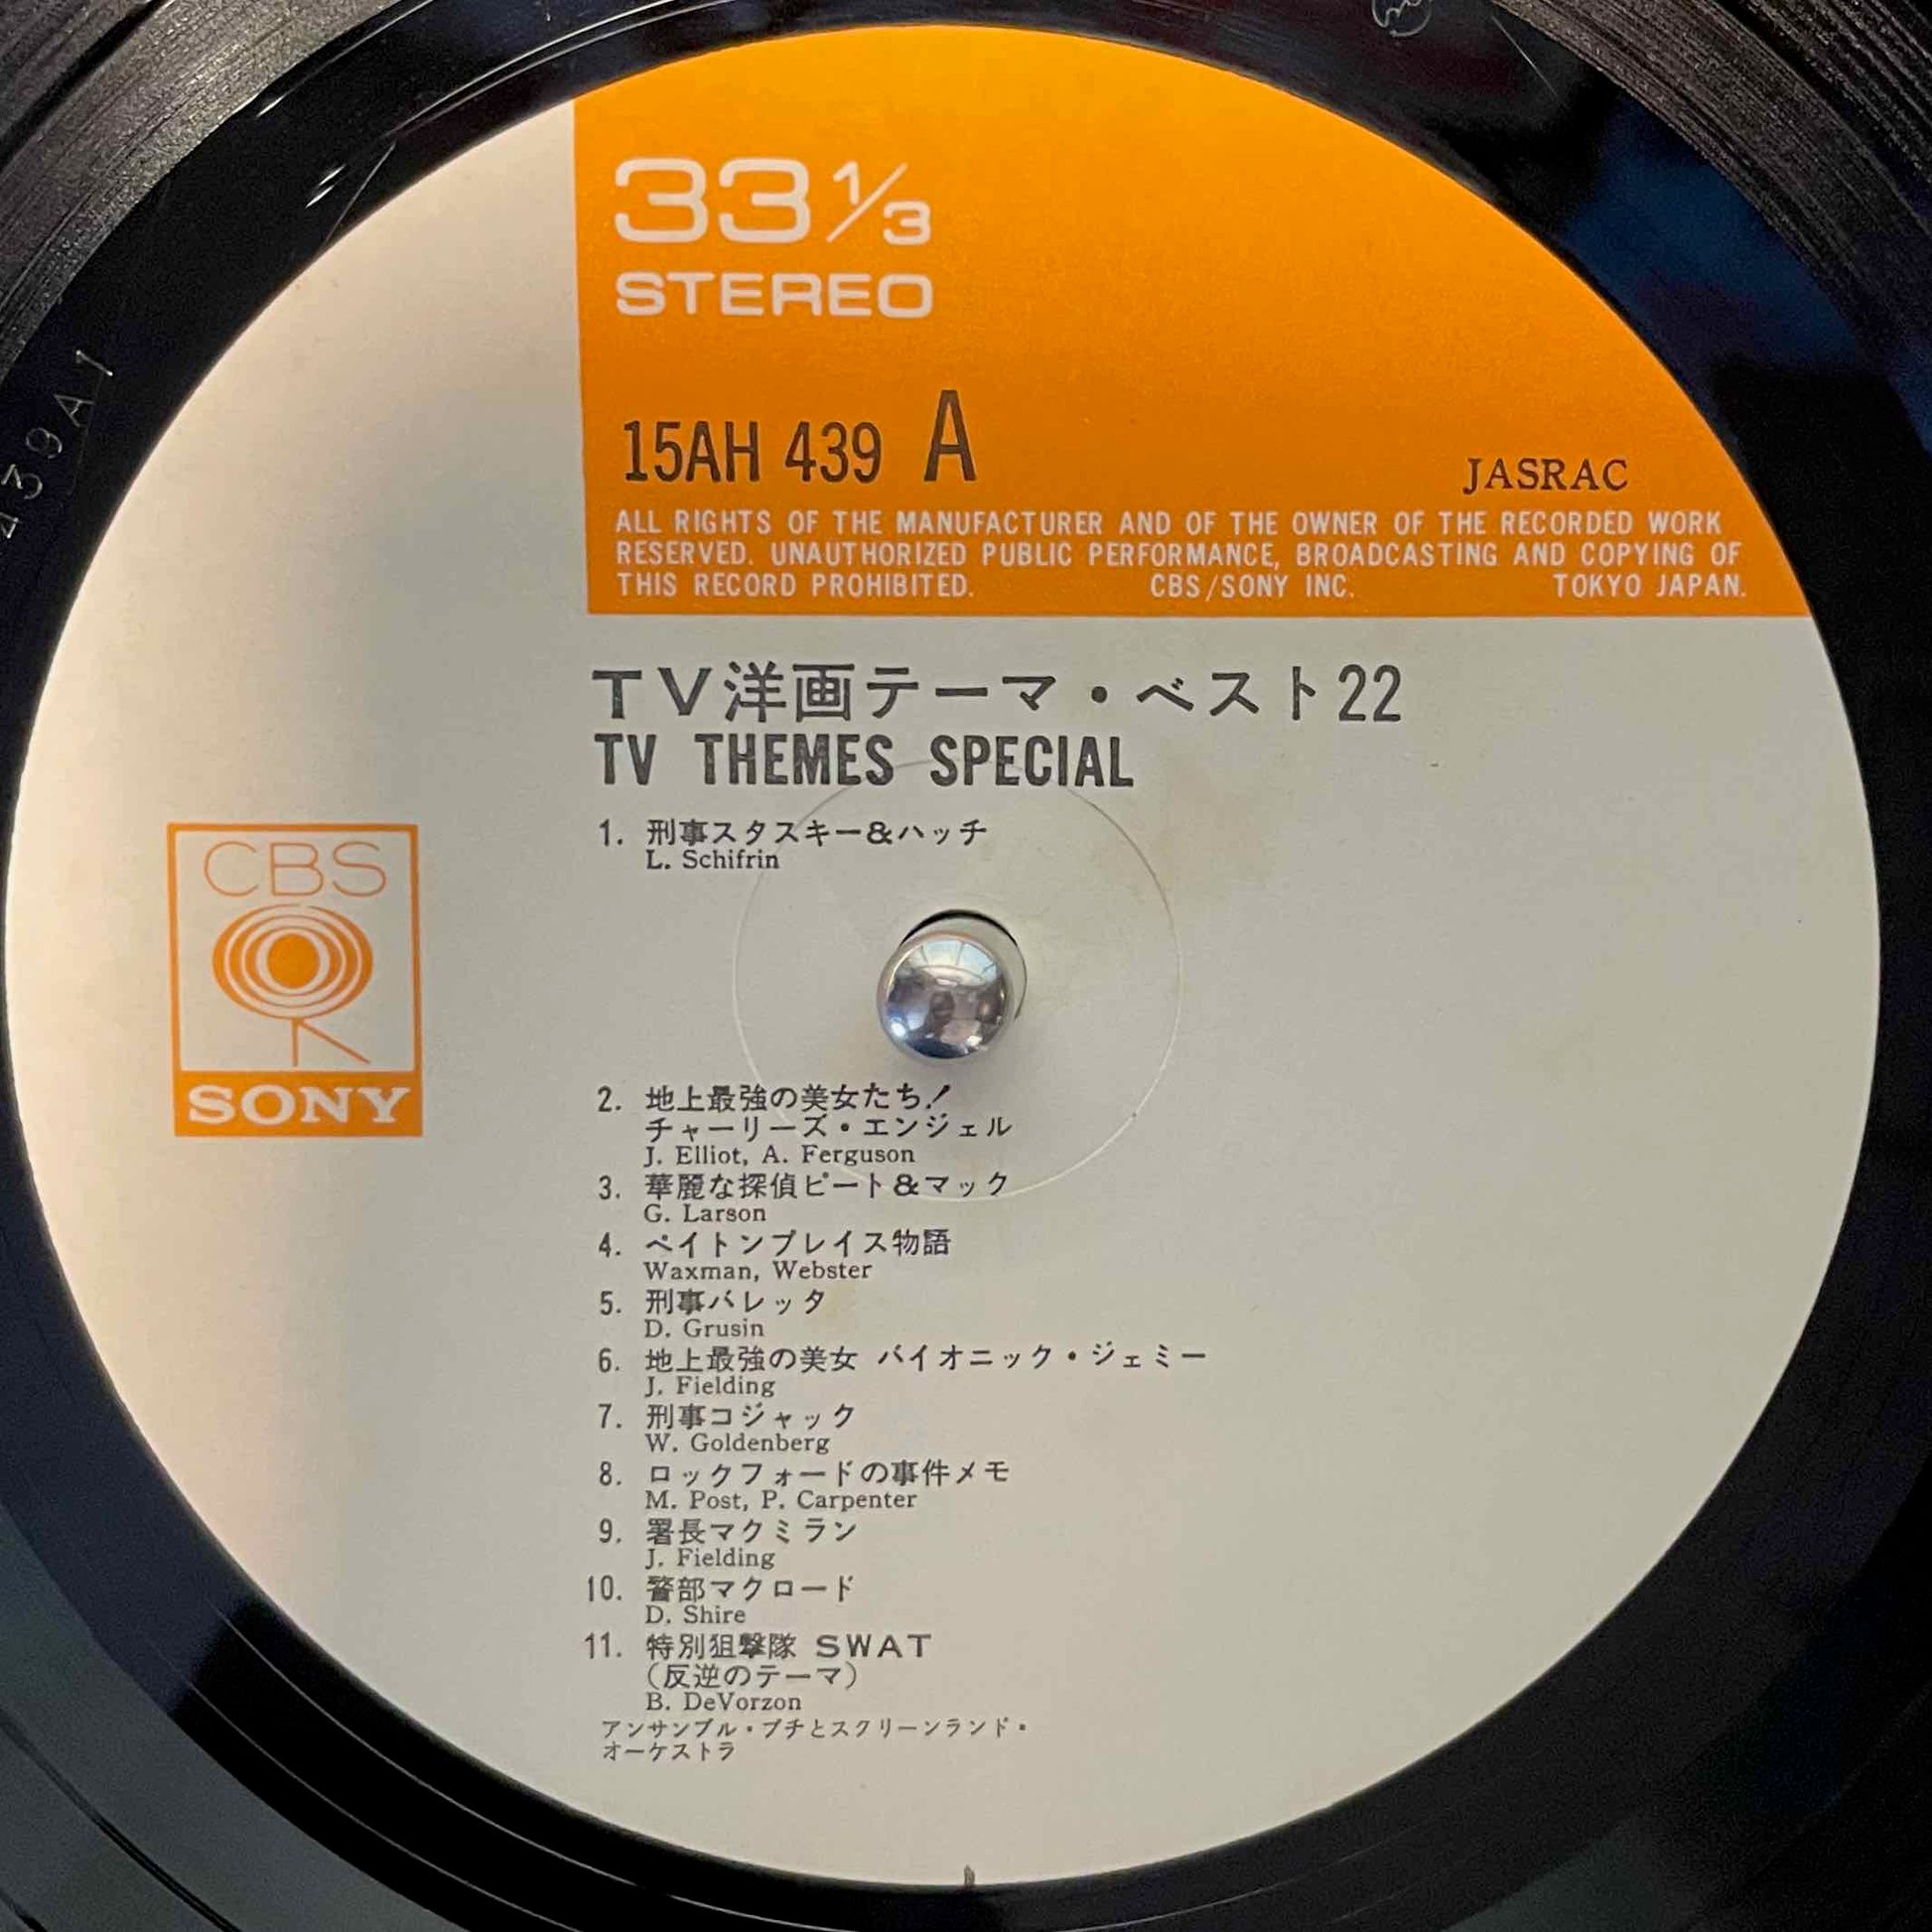 33 1/3
STEREO
15AH 439 A
JASRAC
ALL RIGHTS OF THE MANUFACTURER AND OF THE OWNER OF THE RECORDED WORK
RESERVED. UNAUTHORIZED PUBLIC PERFORMANCE, BROADCASTING AND COPYING OF
THIS RECORD PROHIBITED. CBS/SONY INC. TOKYO JAPAN.
TV洋画テーマ・ベスト22
TV THEMES SPECIAL
1. 刑事スタスキー&ハッチ
L. Schifrin
CBS
SONY
2. 地上最強の美女たち!
チャーリーズ・エンジェル
J. Elliot, A. Ferguson
3. 華麗な探偵ピート&マック
G. Larson
4. ペイトンプレイス物語
Waxman, Webster
5. 刑事バレッタ
D. Grusin
6. 地上最強の美女 バイオニック・ジェミー
J. Fielding
7. 刑事コジャック
W. Goldenberg
8. ロックフォードの事件メモ
M. Post, P. Carpenter
9. 署長マクミラン
J. Fielding
10. 警部マクロード
D. Shire
11. 特別狙撃隊 SWAT
(反逆のテーマ)
B. DeVorzon
アンサンブル・プチとスクリーンランド・
オーケストラ
439A1